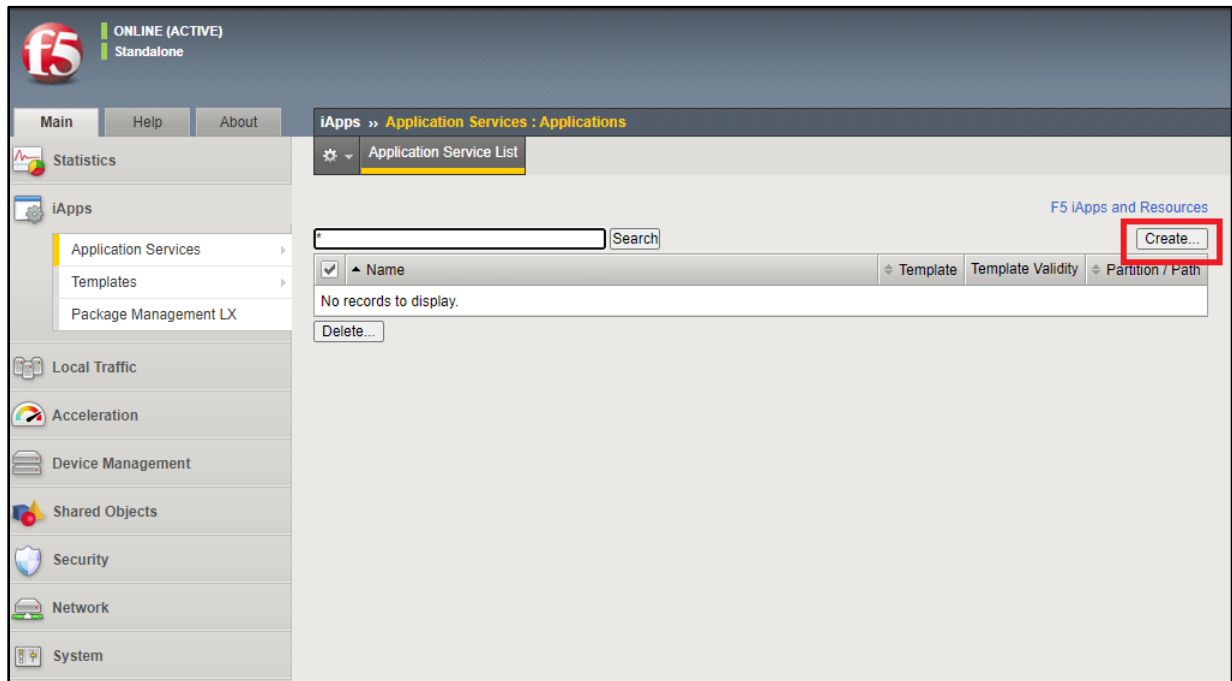 f5
ONLINE (ACTIVE)
Standalone
Main
Help
About
iApps ›› Application Services : Applications
Application Service List
Statistics
iApps
Application Services
Templates
Package Management LX
Local Traffic
Acceleration
Device Management
Shared Objects
Security
Network
System
F5 iApps and Resources
* Search Create...
Name Template Template Validity Partition / Path
No records to display.
Delete...